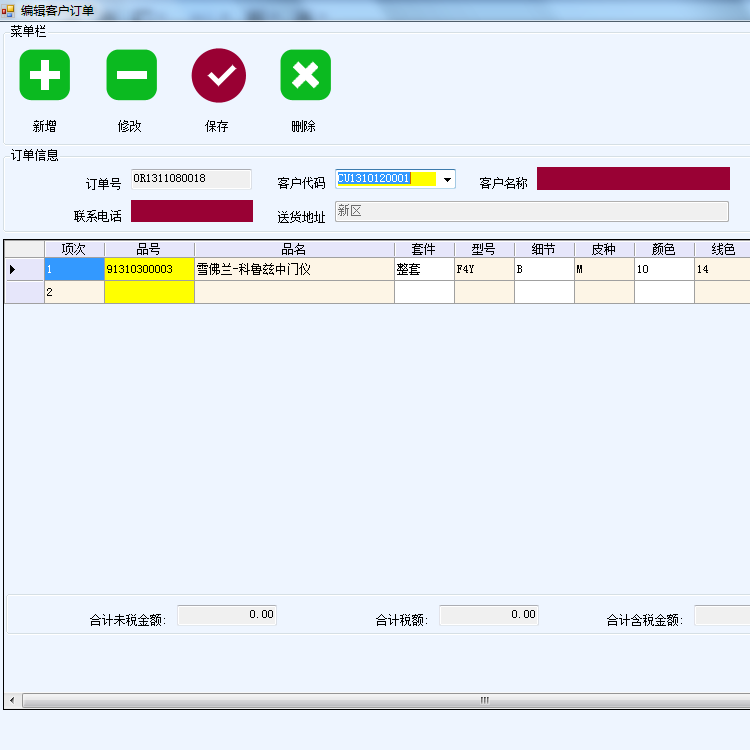 编辑客户订单
菜单栏
新增 修改 保存 删除
订单信息
订单号 OR1311080018 客户代码 CU1310120001 客户名称
联系电话 送货地址 新区
项次 品号 品名 套件 型号 细节 皮种 颜色 线色
1 91310300003 雪佛兰-科鲁兹中门仪 整套 F4Y B M 10 14
2
合计未税金额: 0.00 合计税额: 0.00 合计含税金额: